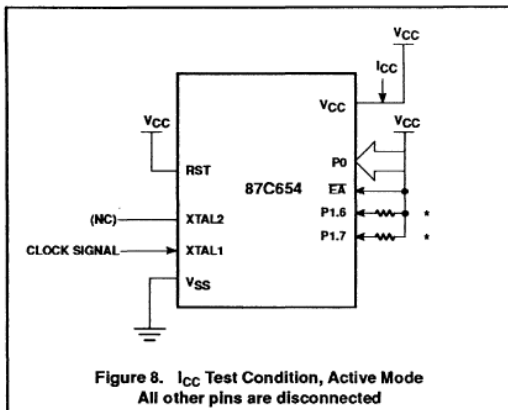 VCC
ICC
VCC
VCC
VCC
P0
RST
87C654
EA
(NC)
XTAL2
P1.6
*
CLOCK SIGNAL
XTAL1
P1.7
*
VSS
Figure 8. ICC Test Condition, Active Mode
All other pins are disconnected